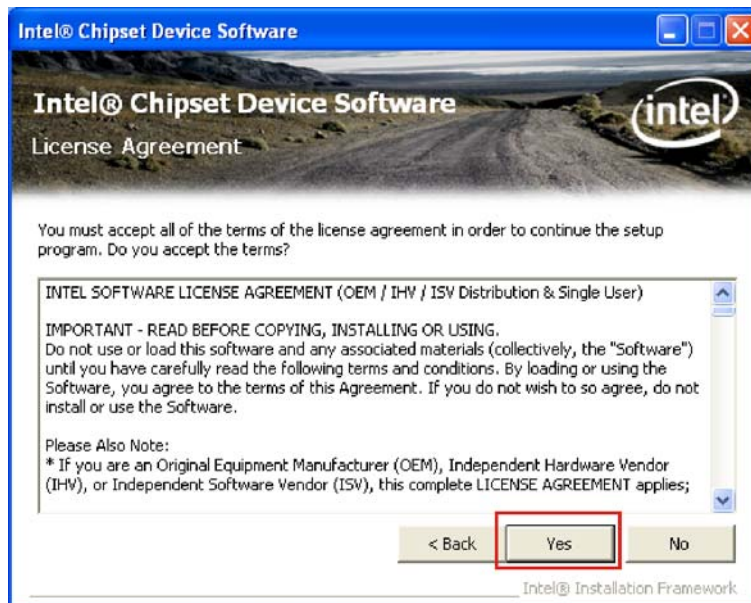 Intel® Chipset Device Software
Intel® Chipset Device Software
intel
License Agreement
You must accept all of the terms of the license agreement in order to continue the setup
program. Do you accept the terms?
INTEL SOFTWARE LICENSE AGREEMENT (OEM / IHV / ISV Distribution & Single User)
IMPORTANT - READ BEFORE COPYING, INSTALLING OR USING.
Do not use or load this software and any associated materials (collectively, the "Software")
until you have carefully read the following terms and conditions. By loading or using the
Software, you agree to the terms of this Agreement. If you do not wish to so agree, do not
install or use the Software.
Please Also Note:
* If you are an Original Equipment Manufacturer (OEM), Independent Hardware Vendor
(IHV), or Independent Software Vendor (ISV), this complete LICENSE AGREEMENT applies;
< Back Yes No
Intel® Installation Framework